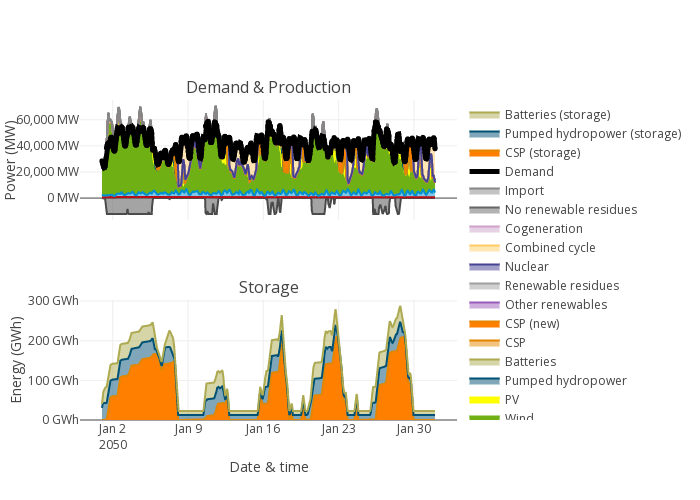 Demand & Production
Power (MW)
60,000 MW
40,000 MW
20,000 MW
0 MW
Storage
Energy (GWh)
300 GWh
200 GWh
100 GWh
0 GWh
Jan 2
2050
Jan 9
Jan 16
Jan 23
Jan 30
Date & time
Batteries (storage)
Pumped hydropower (storage)
CSP (storage)
Demand
Import
No renewable residues
Cogeneration
Combined cycle
Nuclear
Renewable residues
Other renewables
CSP (new)
CSP
Batteries
Pumped hydropower
PV
Wind